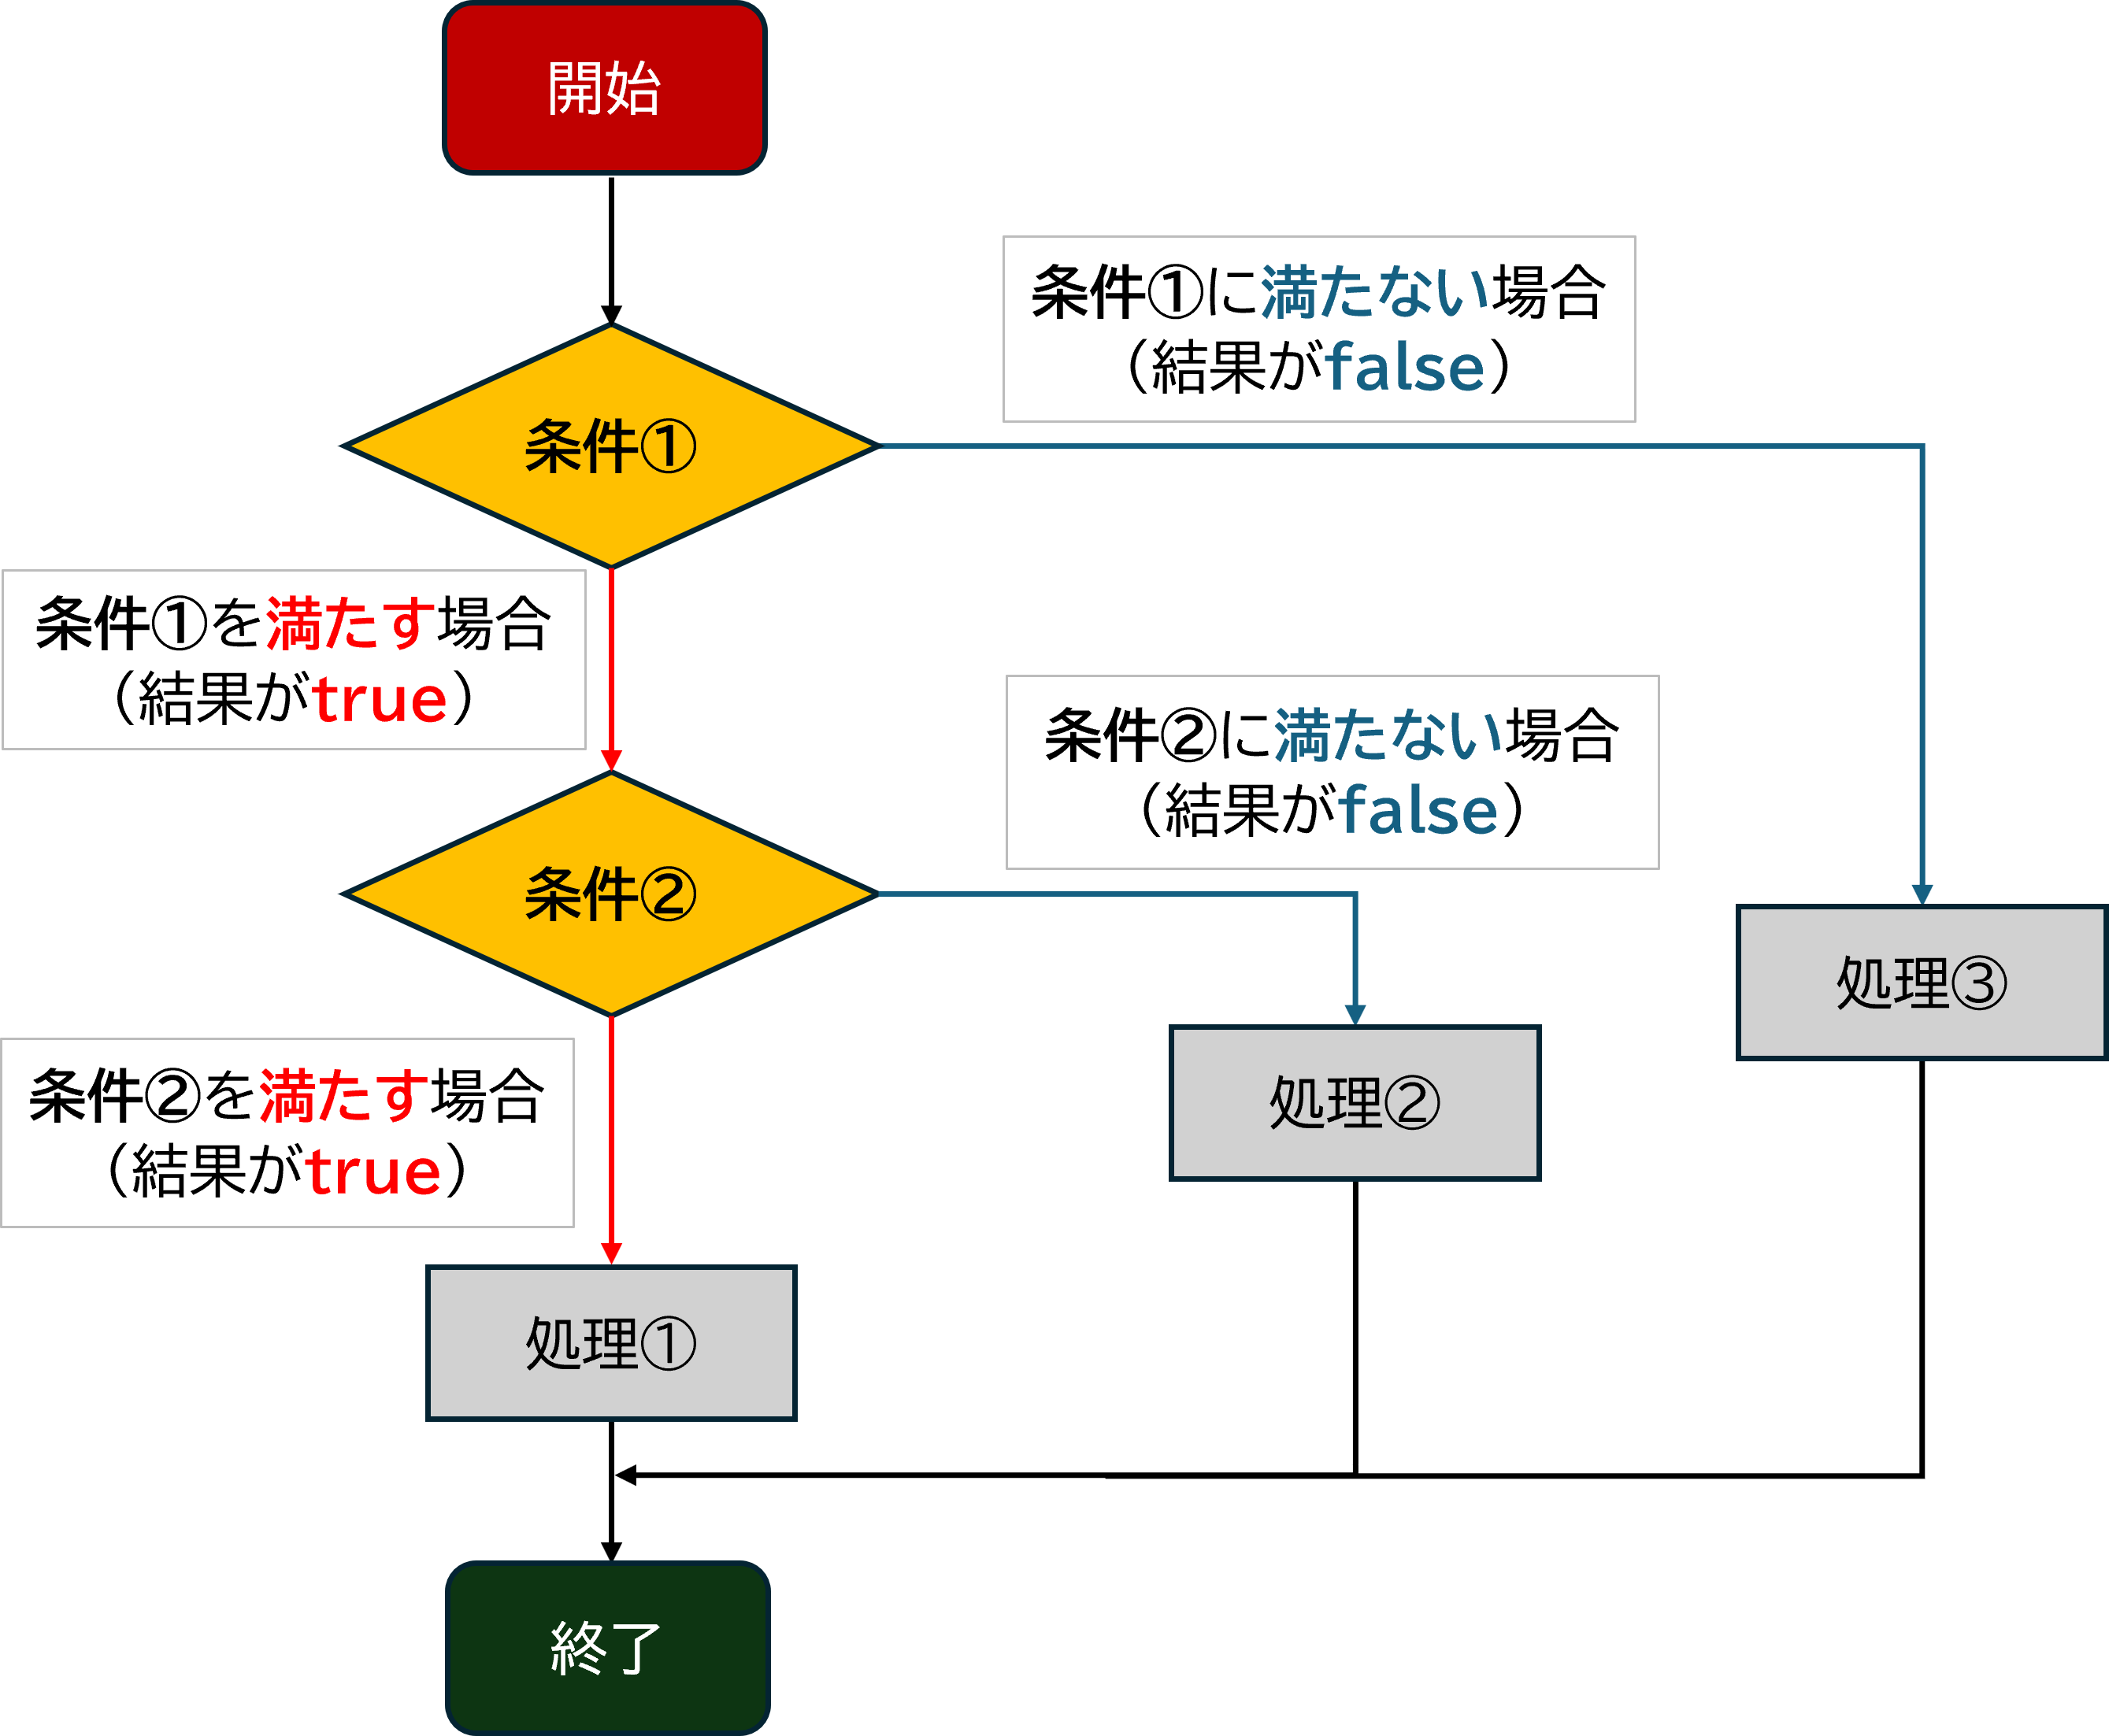 開始
条件①に満たない場合
（結果がfalse）
条件①
条件①を満たす場合
（結果がtrue）
条件②に満たない場合
（結果がfalse）
条件②
処理③
条件②を満たす場合
（結果がtrue）
処理②
処理①
終了